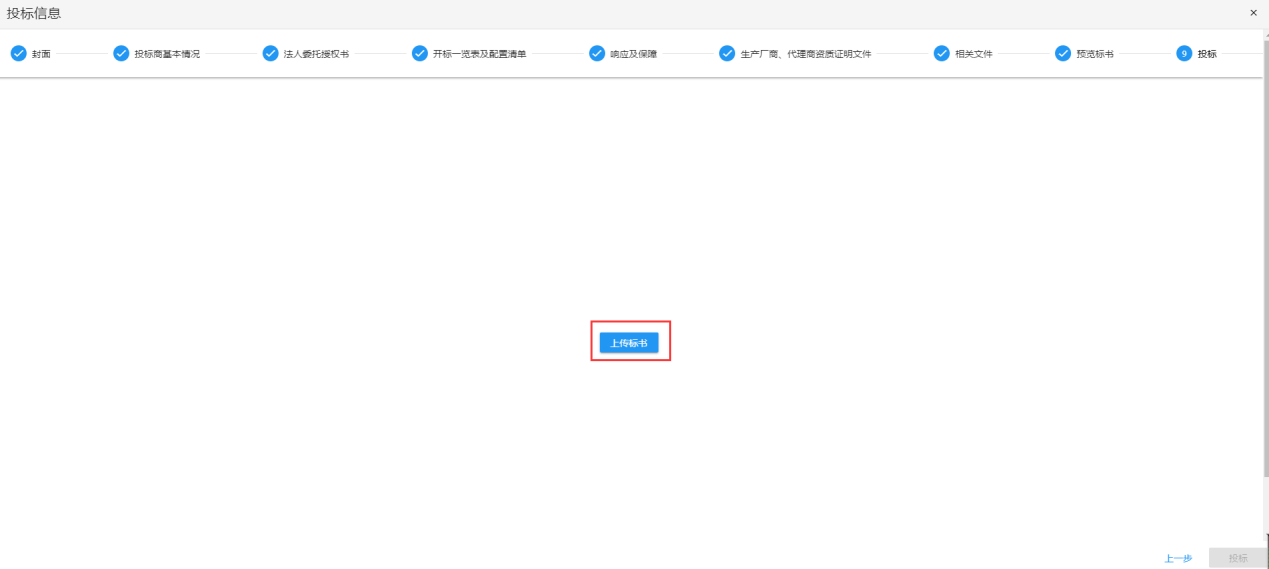 投标信息
×
封面 投标商基本情况 法人委托授权书 开标一览表及配置清单 响应及保障 生产厂商、代理商资质证明文件 相关文件 预览标书 9 投标
上传标书
上一步 投标